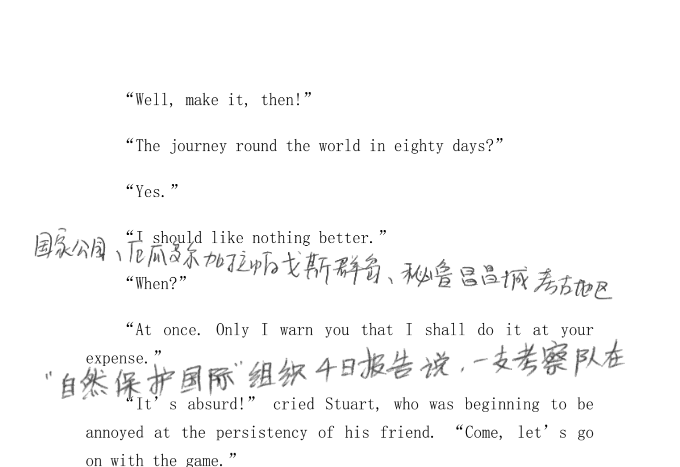 “Well, make it, then!”
“The journey round the world in eighty days?”
“Yes.”
“I should like nothing better.”
国家公园、厄瓜多尔加拉帕戈斯群岛、秘鲁昌昌城考古地区
“When?”
“At once. Only I warn you that I shall do it at your
expense.”
“自然保护国际”组织4日报告说,一支考察队在
“It’s absurd!” cried Stuart, who was beginning to be
annoyed at the persistency of his friend. “Come, let’s go
on with the game.”